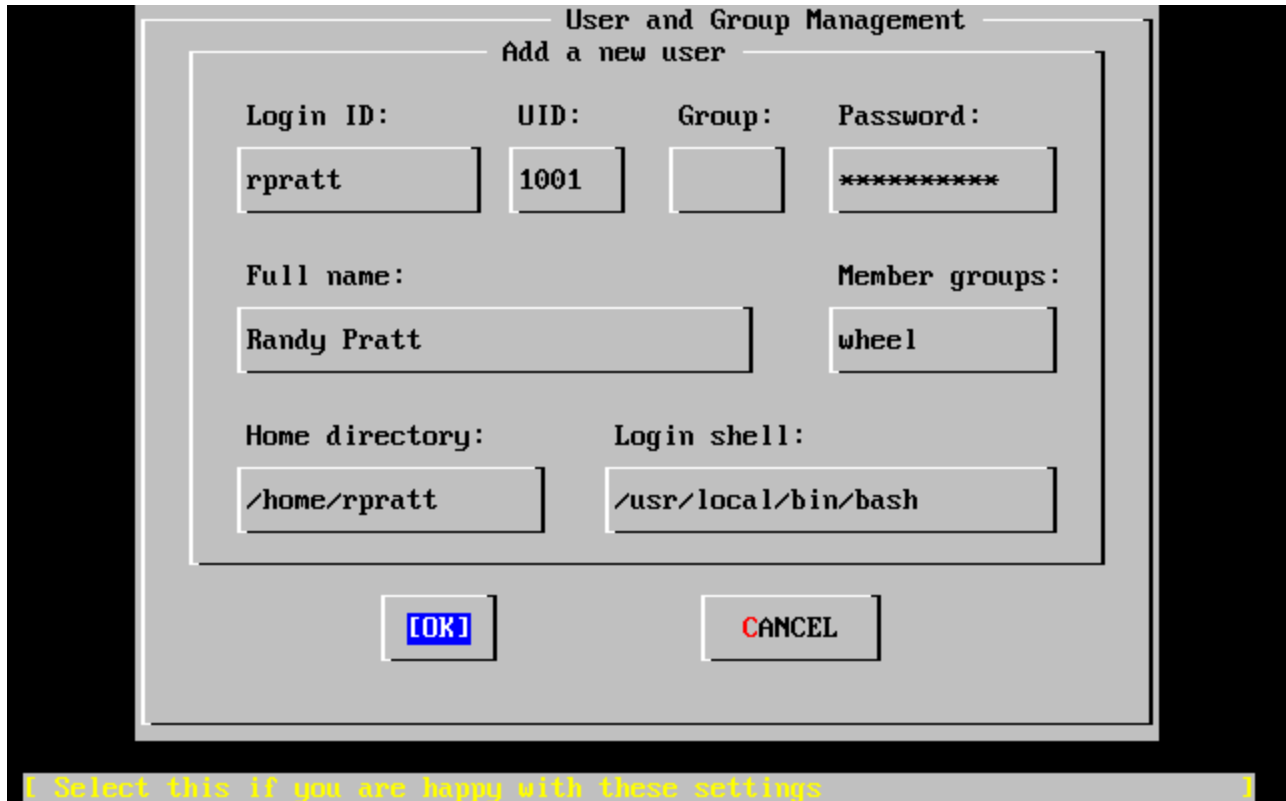 User and Group Management
Add a new user
Login ID: UID: Group: Password:
rpratt 1001 **********
Full name: Member groups:
Randy Pratt wheel
Home directory: Login shell:
/home/rpratt /usr/local/bin/bash
[OK] CANCEL
[ Select this if you are happy with these settings ]